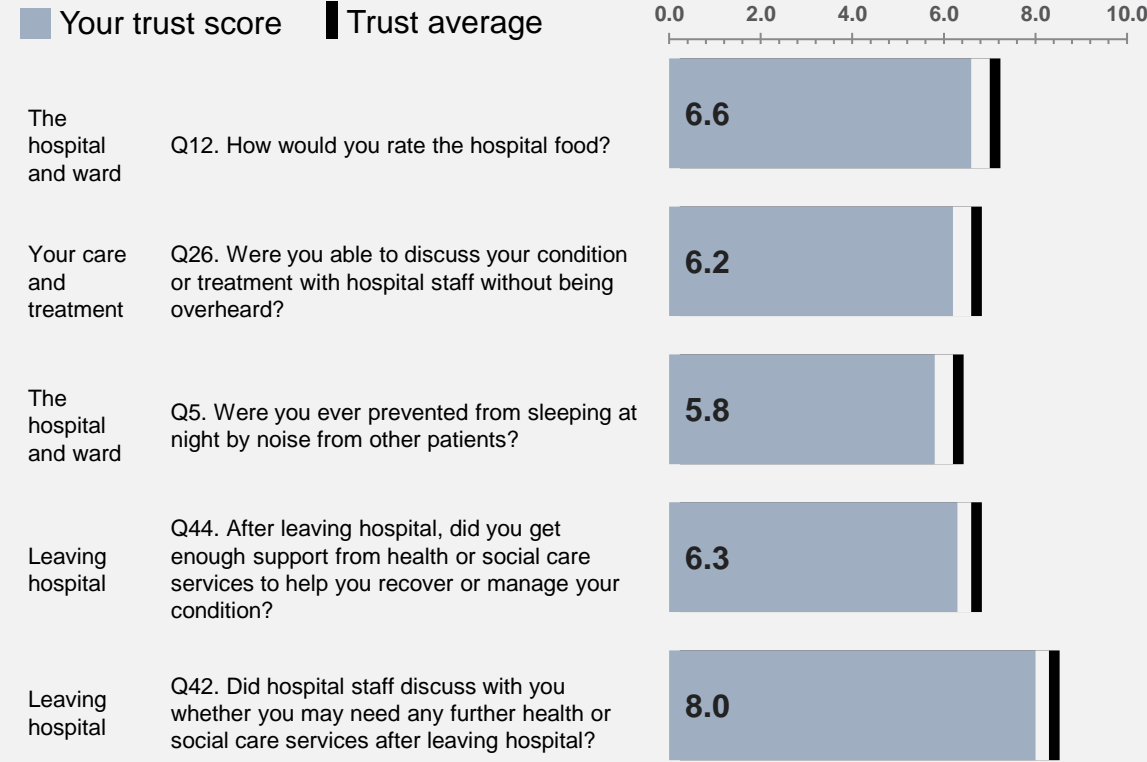 Your trust score Trust average
0.0 2.0 4.0 6.0 8.0 10.0
The
hospital
and ward
Q12. How would you rate the hospital food?
6.6
Your care
and
treatment
Q26. Were you able to discuss your condition
or treatment with hospital staff without being
overheard?
6.2
The
hospital
and ward
Q5. Were you ever prevented from sleeping at
night by noise from other patients?
5.8
Leaving
hospital
Q44. After leaving hospital, did you get
enough support from health or social care
services to help you recover or manage your
condition?
6.3
Leaving
hospital
Q42. Did hospital staff discuss with you
whether you may need any further health or
social care services after leaving hospital?
8.0